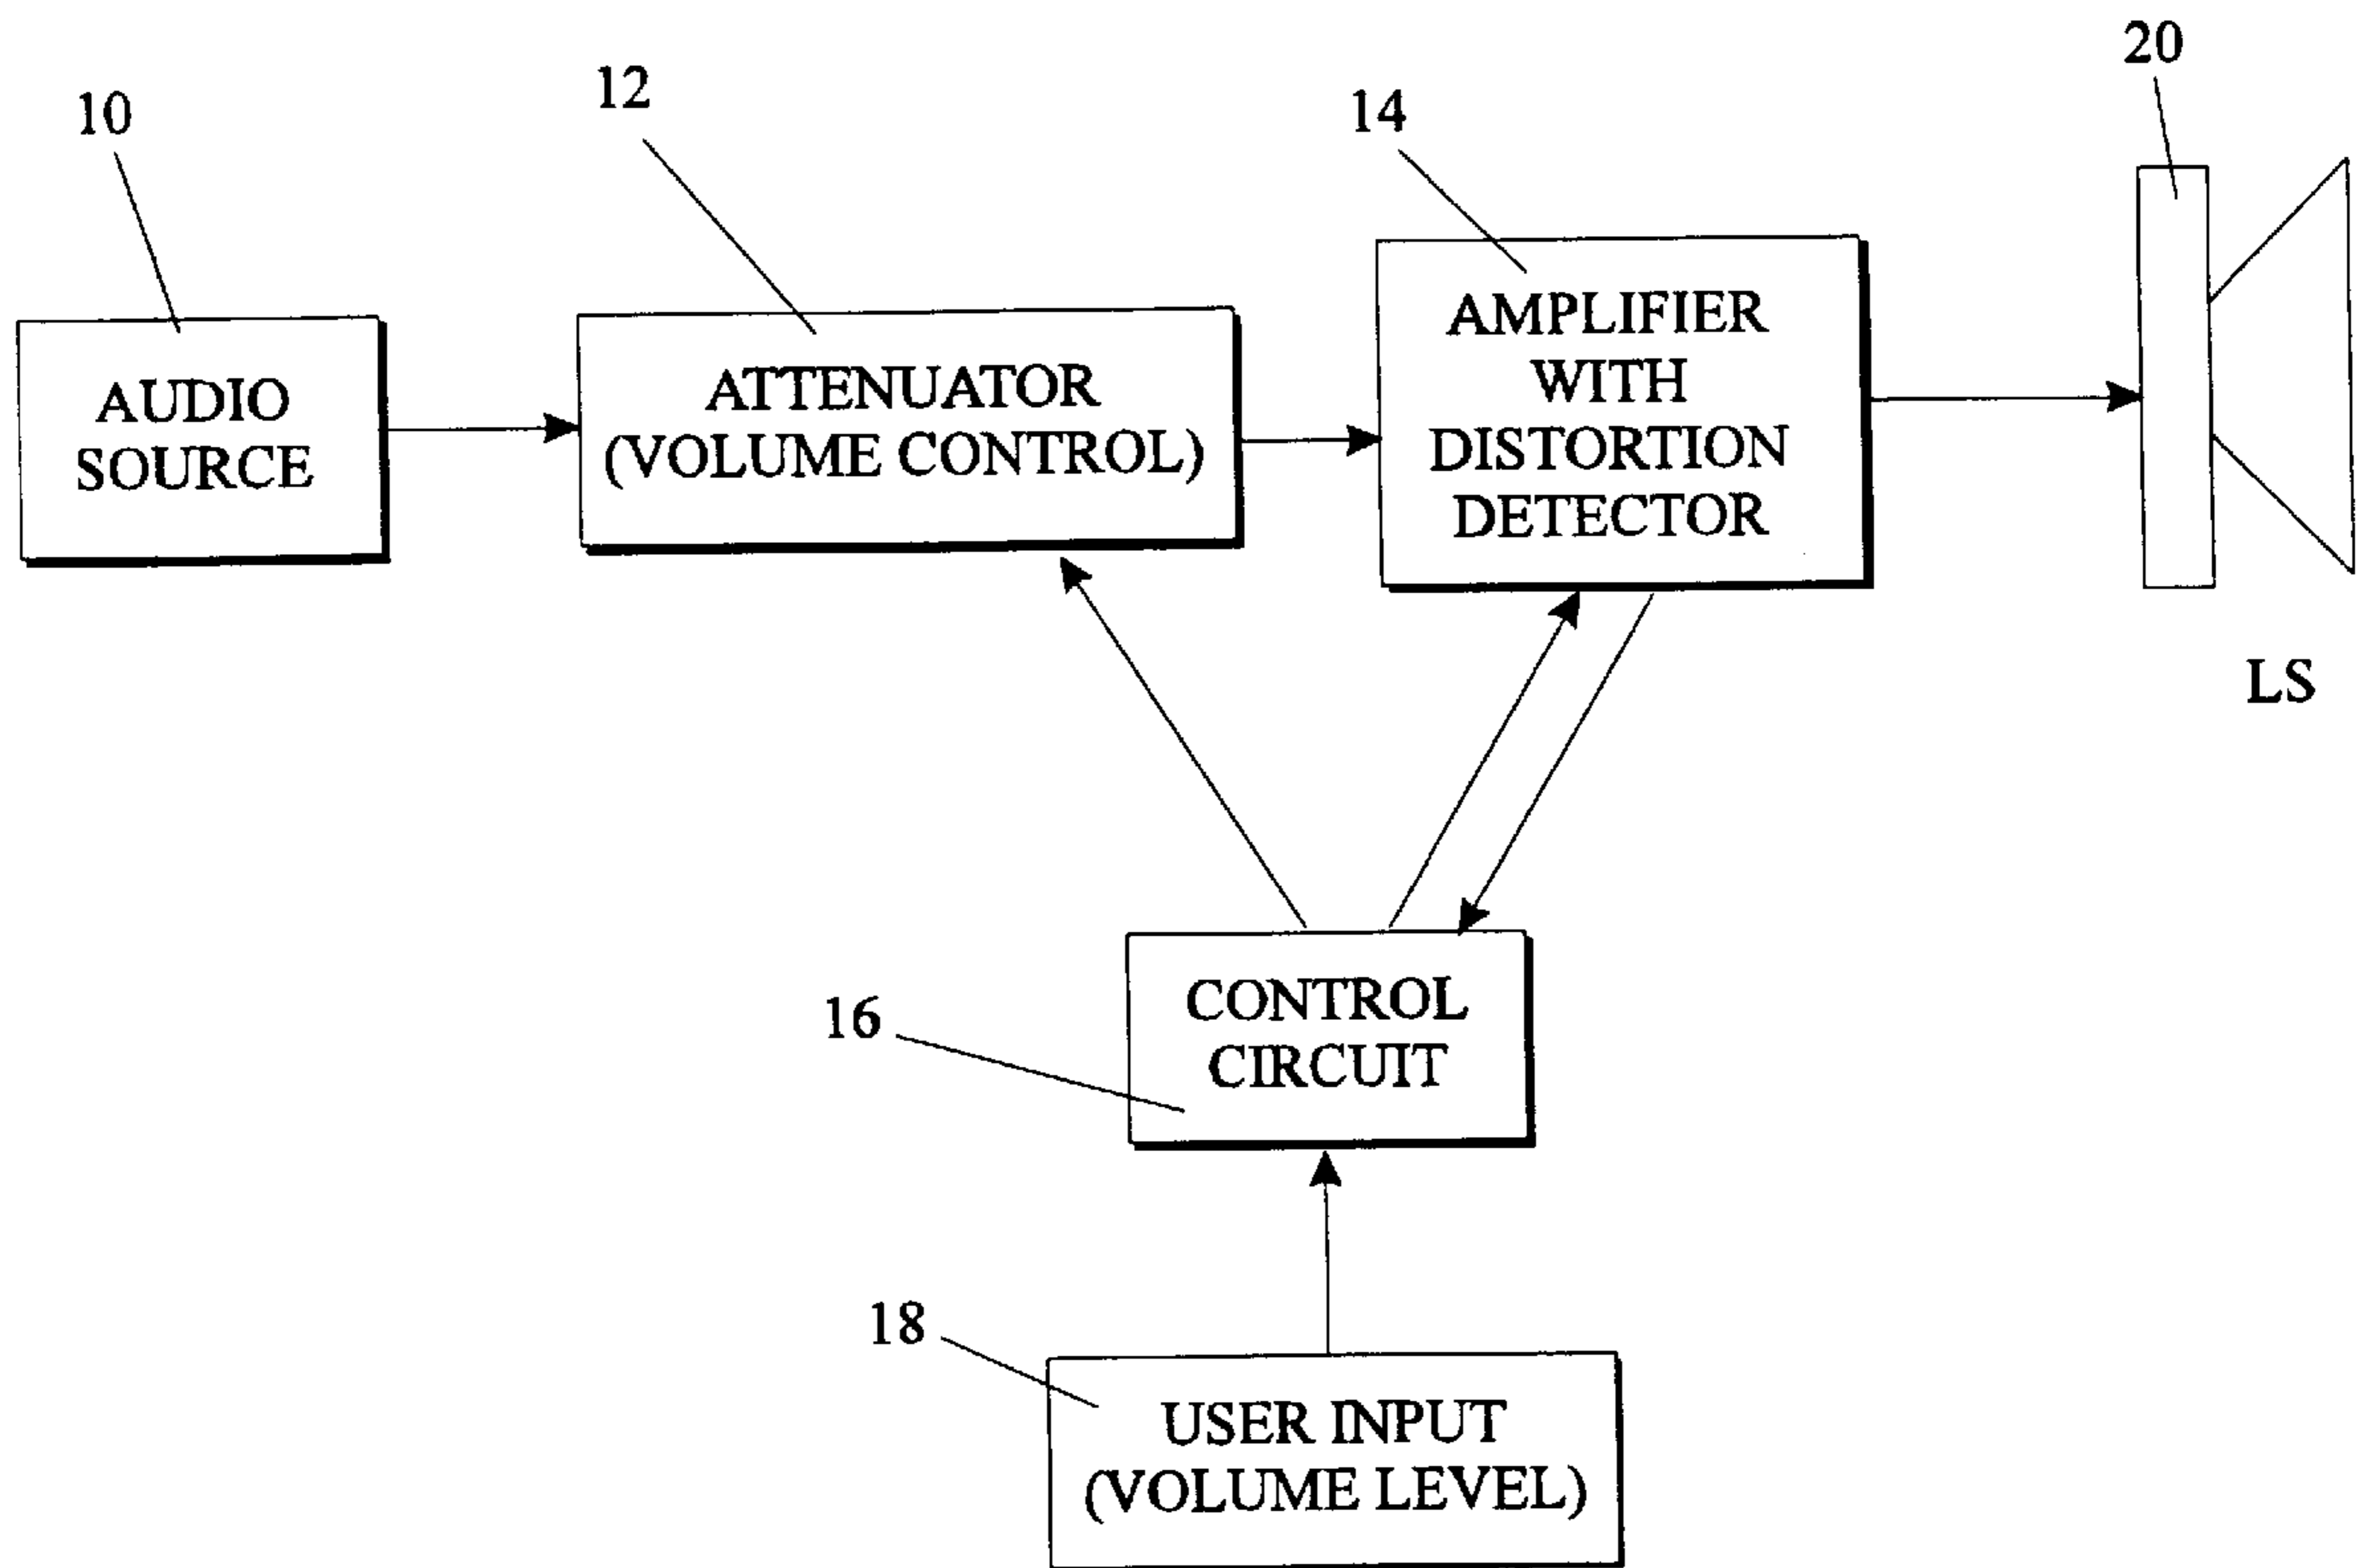 20
12
14
10
AUDIO
SOURCE
ATTENUATOR
(VOLUME CONTROL)
AMPLIFIER
WITH
DISTORTION
DETECTOR
LS
16
CONTROL
CIRCUIT
18
USER INPUT
(VOLUME LEVEL)